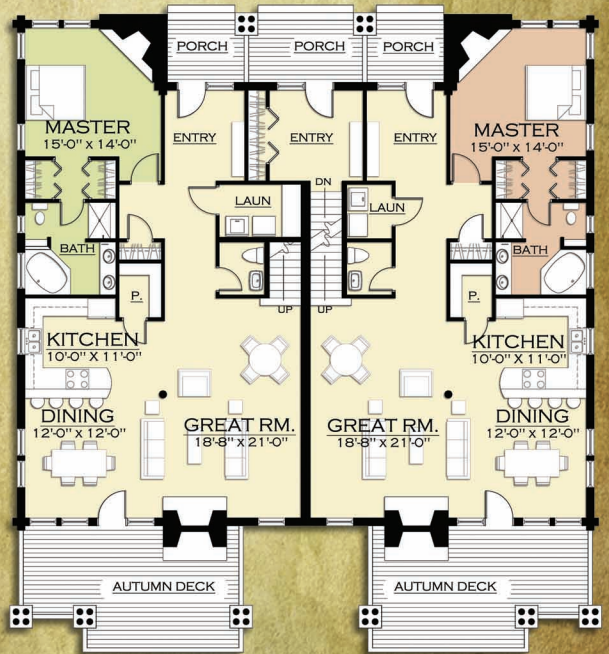 PORCH PORCH PORCH
ENTRY ENTRY ENTRY
MASTER
15'-0" X 14'-0"
MASTER
15'-0" X 14'-0"
DN
LAUN
LAUN
BATH
BATH
P.
P.
UP UP
KITCHEN
10'-0" X 11'-0"
KITCHEN
10'-0" X 11'-0"
DINING
12'-0" X 12'-0"
GREAT RM.
18'-8" X 21'-0"
GREAT RM.
18'-8" X 21'-0"
DINING
12'-0" X 12'-0"
AUTUMN DECK
AUTUMN DECK